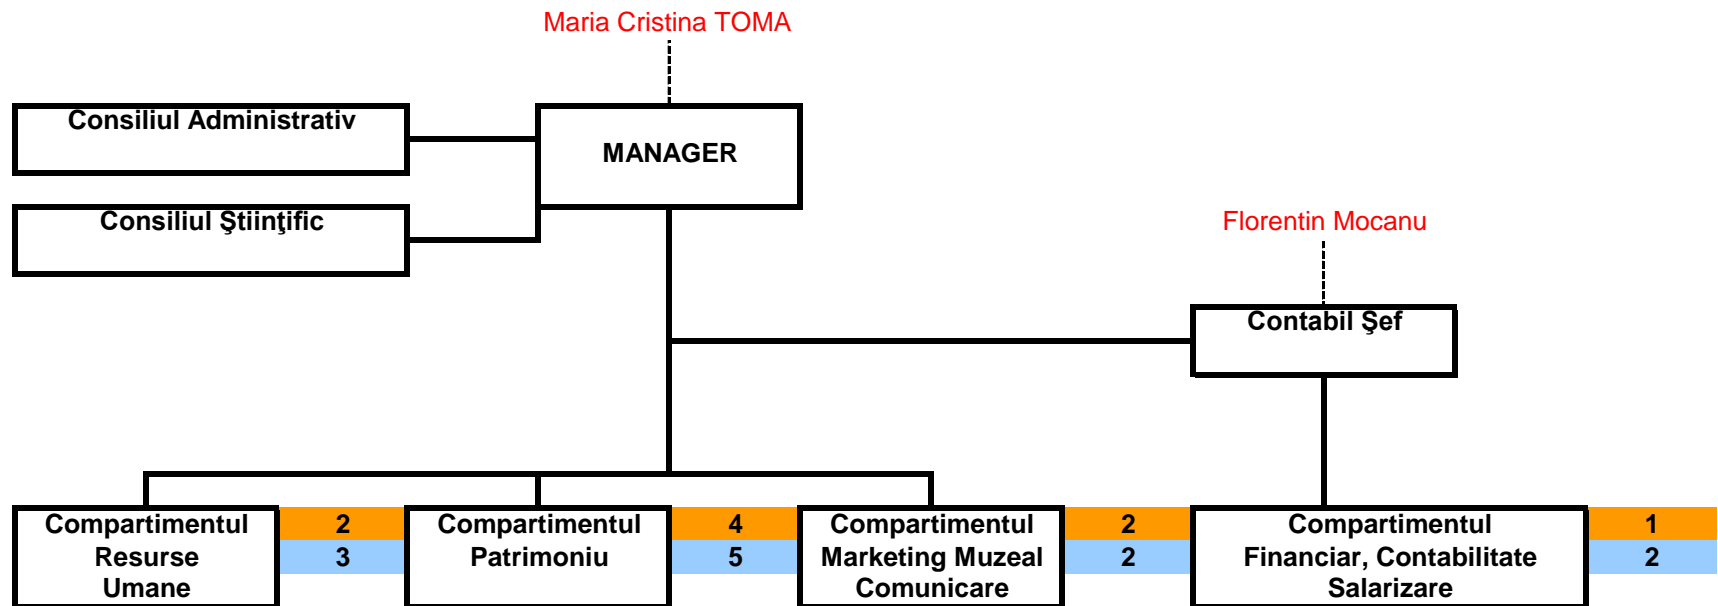 Maria Cristina TOMA
Consiliul Administrativ
MANAGER
Consiliul Ştiinţific
Florentin Mocanu
Contabil Şef
Compartimentul
Resurse
Umane
2
3
Compartimentul
Patrimoniu
4
5
Compartimentul
Marketing Muzeal
Comunicare
2
2
Compartimentul
Financiar, Contabilitate
Salarizare
1
2